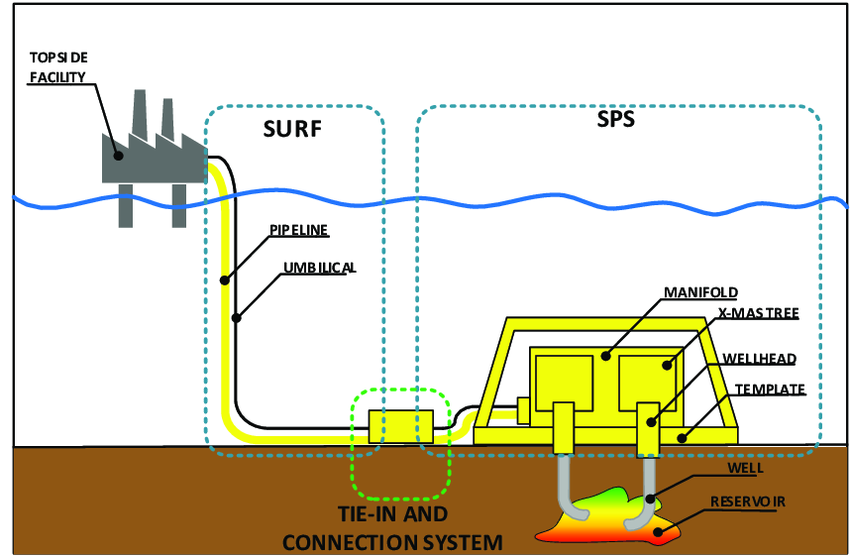 TOPSIDE
FACILITY
SURF
SPS
PIPELINE
UMBILICAL
MANIFOLD
X-MAS TREE
WELLHEAD
TEMPLATE
WELL
RESERVOIR
TIE-IN AND
CONNECTION SYSTEM